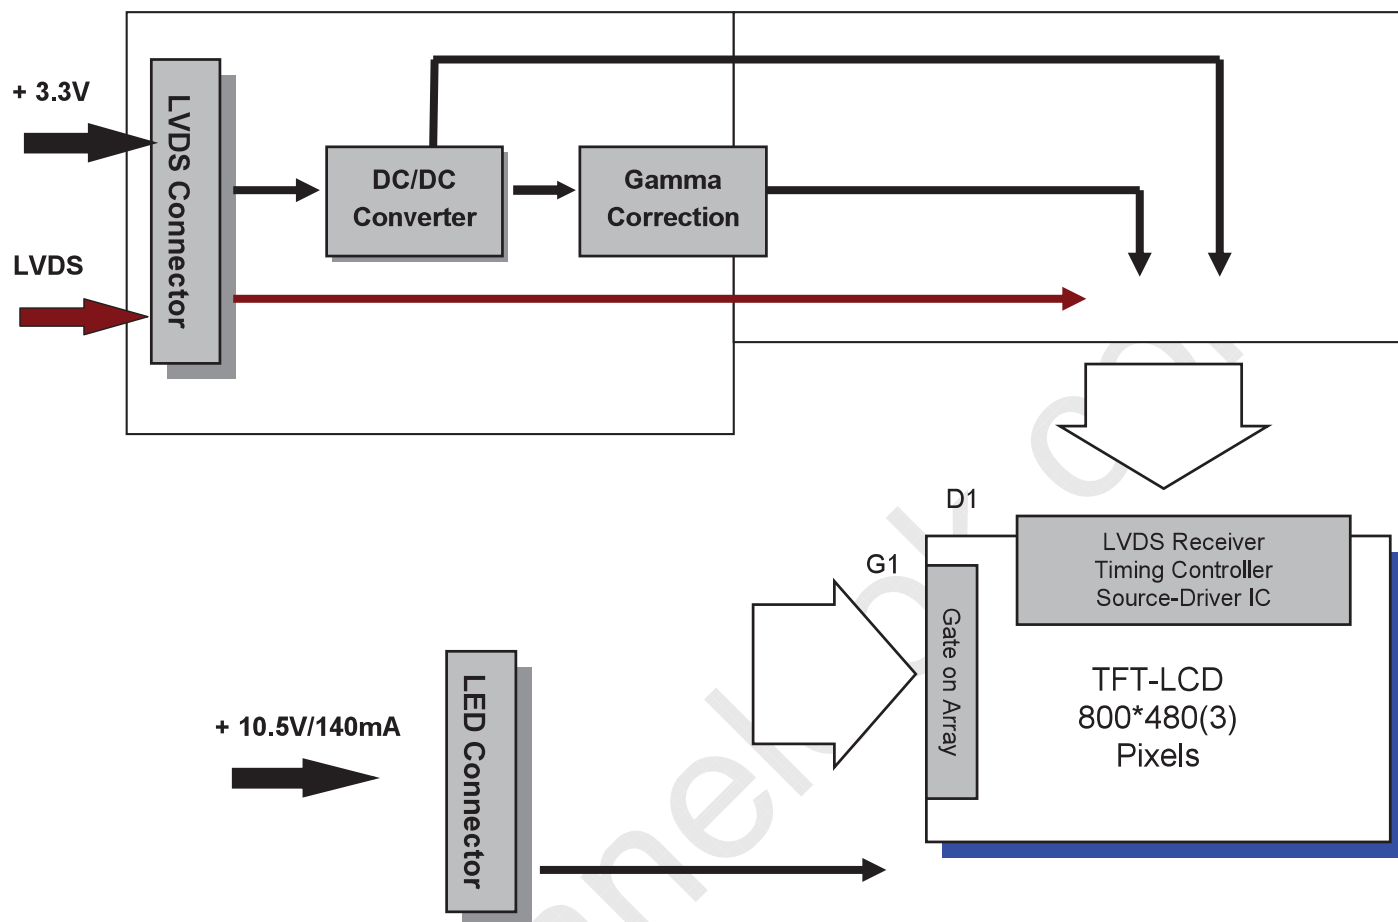 + 3.3V
LVDS Connector
DC/DC
Converter
Gamma
Correction
LVDS
D1
G1
LVDS Receiver
Timing Controller
Source-Driver IC
Gate on Array
TFT-LCD
800*480(3)
Pixels
+ 10.5V/140mA
LED Connector